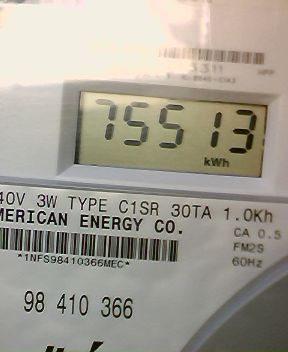 75513
kWh
40V 3W TYPE C1SR 30TA 1.0Kh
MERICAN ENERGY CO.
CA 0.5
*1NFS98410366MEC*
FM2S
60Hz
98 410 366